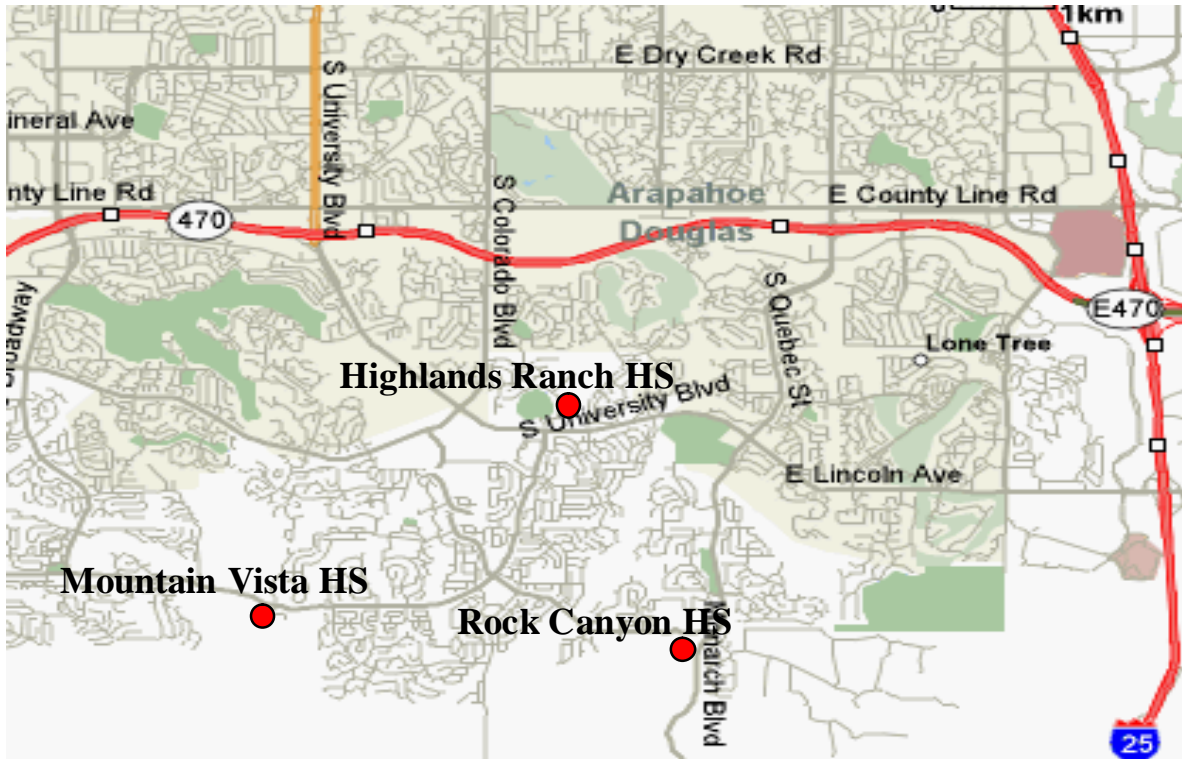 1km
E Dry Creek Rd
S University Blvd
ineral Ave
nty Line Rd
S Colorado Blvd
Arapahoe
E County Line Rd
470
Douglas
S Quebec St
E470
Broadway
Lone Tree
Highlands Ranch HS
S University Blvd
E Lincoln Ave
Mountain Vista HS
Rock Canyon HS
Monarch Blvd
25